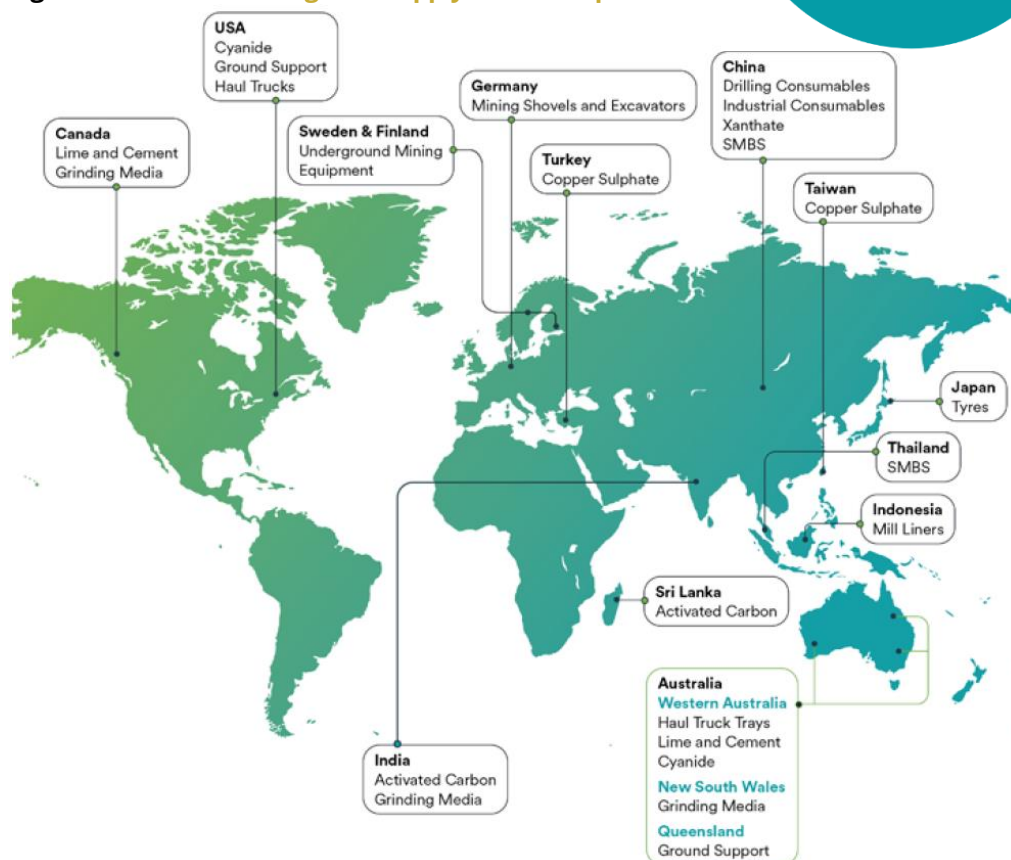 USA
Cyanide
Ground Support
Haul Trucks
Germany
Mining Shovels and Excavators
China
Drilling Consumables
Industrial Consumables
Xanthate
SMBS
Canada
Lime and Cement
Grinding Media
Sweden & Finland
Underground Mining
Equipment
Turkey
Copper Sulphate
Taiwan
Copper Sulphate
Japan
Tyres
Thailand
SMBS
Indonesia
Mill Liners
Sri Lanka
Activated Carbon
Australia
Western Australia
Haul Truck Trays
Lime and Cement
Cyanide
New South Wales
Grinding Media
Queensland
Ground Support
India
Activated Carbon
Grinding Media